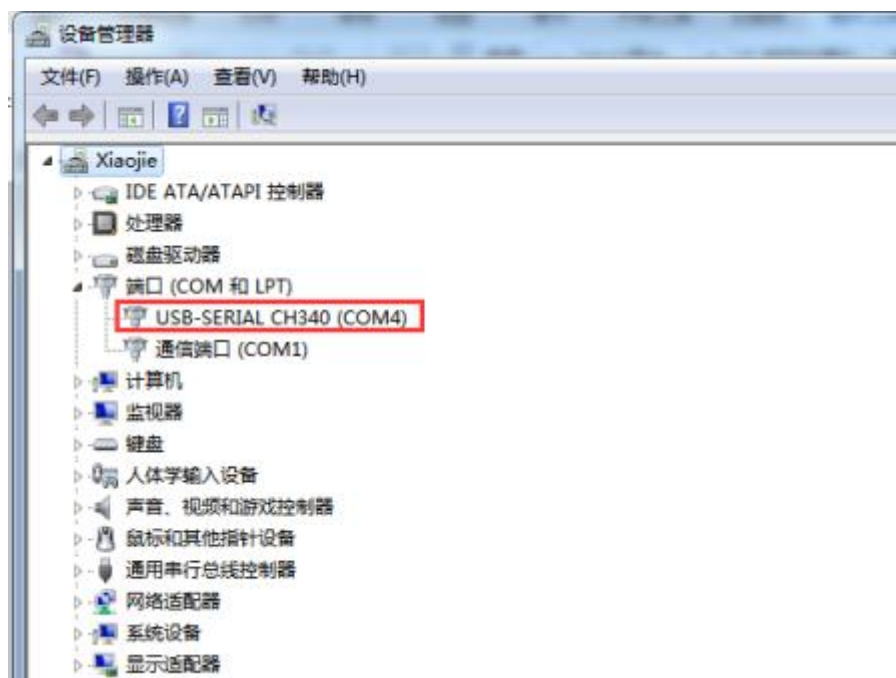 设备管理器
文件(F) 操作(A) 查看(V) 帮助(H)
Xiaojie
IDE ATA/ATAPI 控制器
处理器
磁盘驱动器
端口 (COM 和 LPT)
USB-SERIAL CH340 (COM4)
通信端口 (COM1)
计算机
监视器
键盘
人体学输入设备
声音、视频和游戏控制器
鼠标和其他指针设备
通用串行总线控制器
网络适配器
系统设备
显示适配器